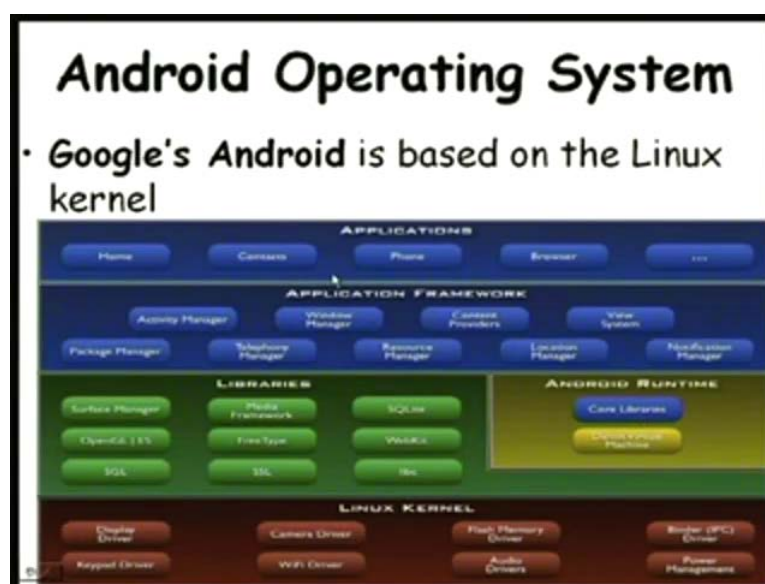 Android Operating System
• Google's Android is based on the Linux
kernel
APPLICATIONS
Home Contacts Phone Browser ...
APPLICATION FRAMEWORK
Activity Manager Window Manager Content Providers View System
Package Manager Telephony Manager Resource Manager Location Manager Notification Manager
LIBRARIES ANDROID RUNTIME
Surface Manager Media Framework SQLite Core Libraries
OpenGL | ES FreeType WebKit Dalvik Virtual Machine
SGL SSL libc
LINUX KERNEL
Display Driver Camera Driver Flash Memory Driver Binder (IPC) Driver
Keypad Driver WiFi Driver Audio Drivers Power Management